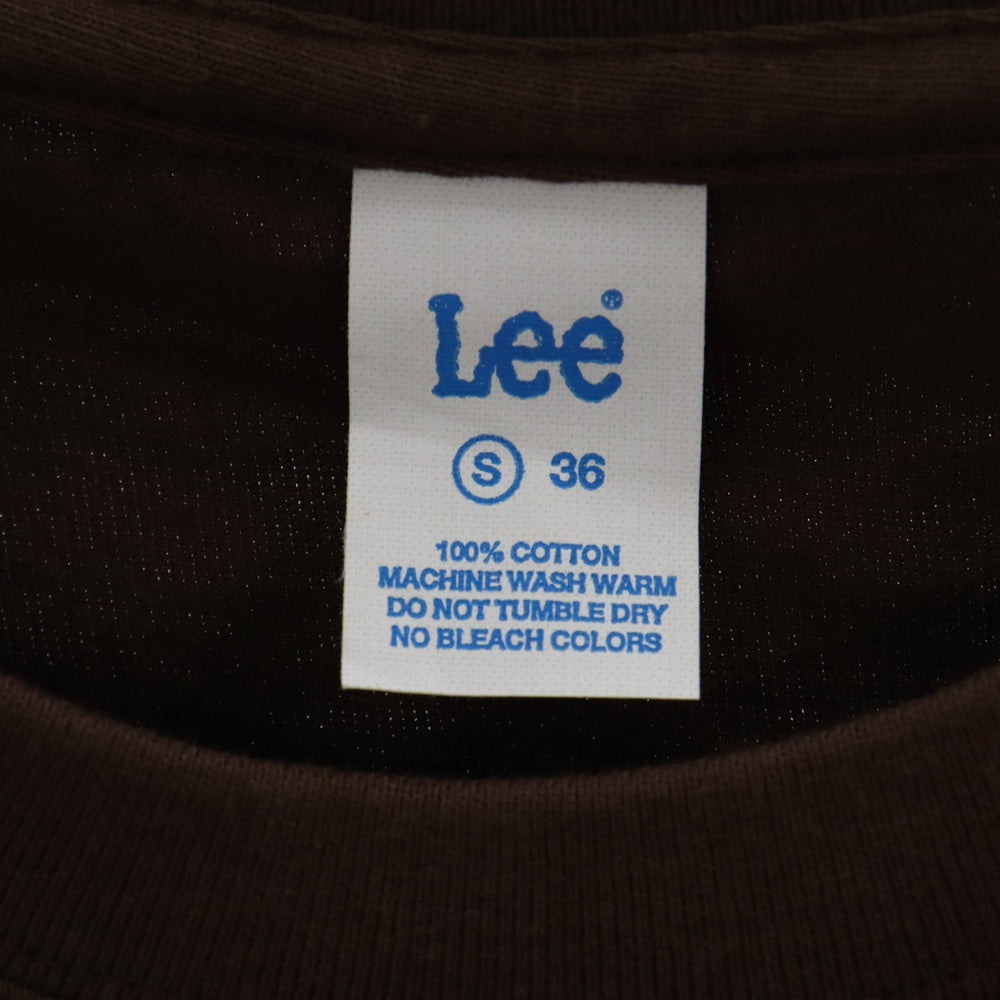 Lee®
S 36
100% COTTON
MACHINE WASH WARM
DO NOT TUMBLE DRY
NO BLEACH COLORS